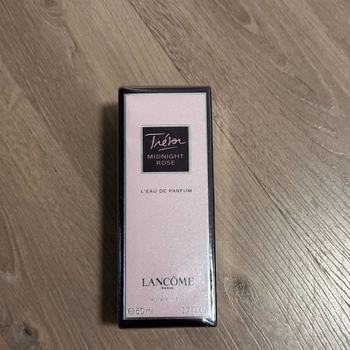 Trésor
MIDNIGHT
ROSE
L'EAU DE PARFUM
LANCÔME
PARIS
℮ 50 ml